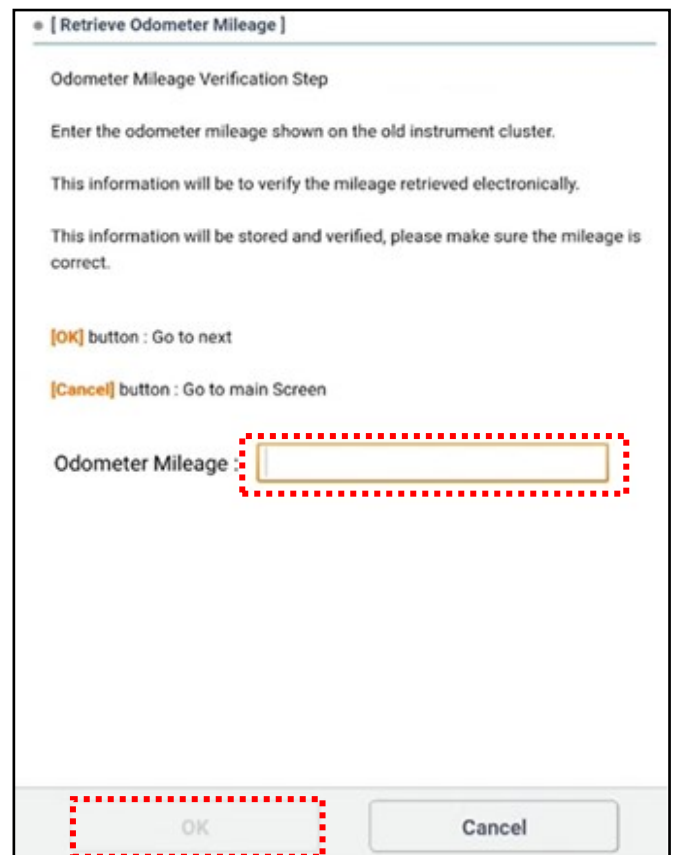 [ Retrieve Odometer Mileage ]
Odometer Mileage Verification Step
Enter the odometer mileage shown on the old instrument cluster.
This information will be to verify the mileage retrieved electronically.
This information will be stored and verified, please make sure the mileage is
correct.
[OK] button : Go to next
[Cancel] button : Go to main Screen
Odometer Mileage :
OK
Cancel